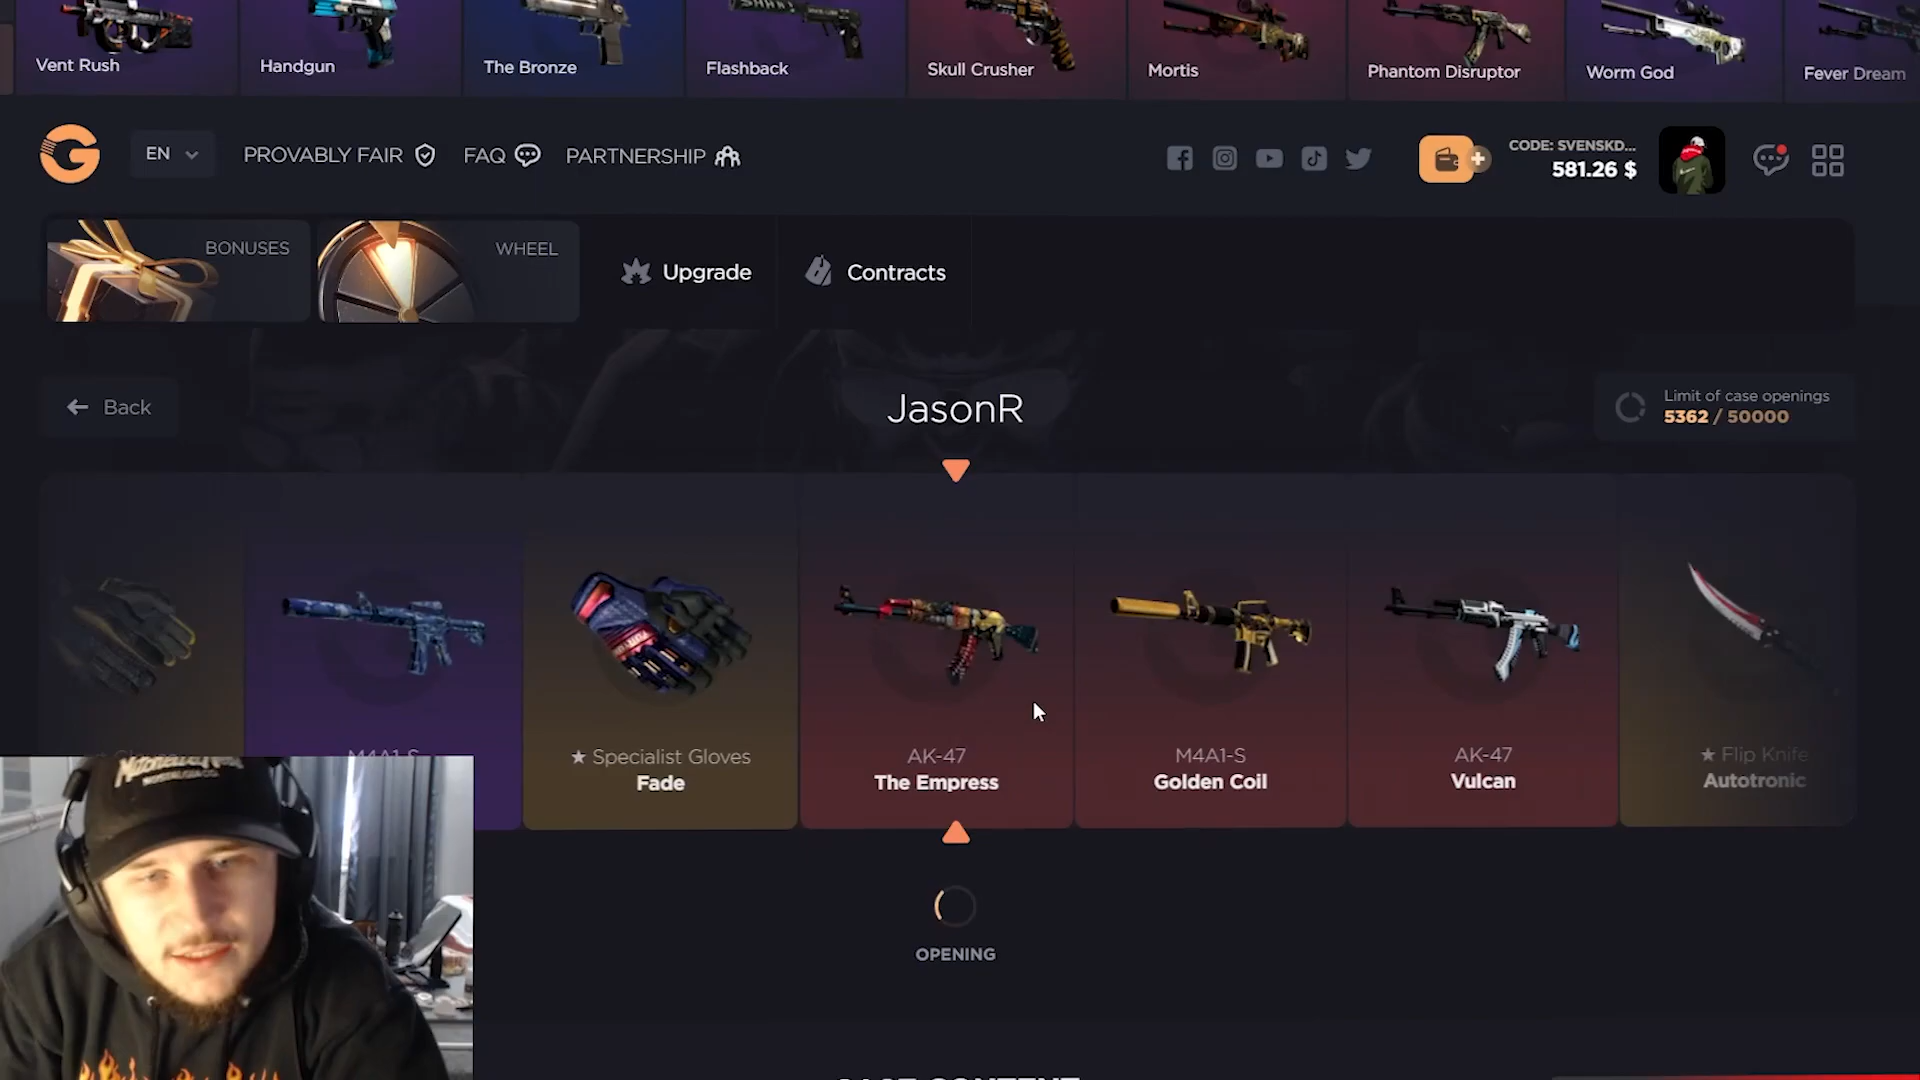 Vent Rush
Handgun
The Bronze
Flashback
Skull Crusher
Mortis
Phantom Disruptor
Worm God
Fever Dream
EN
PROVABLY FAIR
FAQ
PARTNERSHIP
CODE: SVENSKD...
581.26 $
BONUSES
WHEEL
Upgrade
Contracts
Back
JasonR
Limit of case openings
5362 / 50000
M4A1-S
★ Specialist Gloves
Fade
AK-47
The Empress
M4A1-S
Golden Coil
AK-47
Vulcan
★ Flip Knife
Autotronic
OPENING